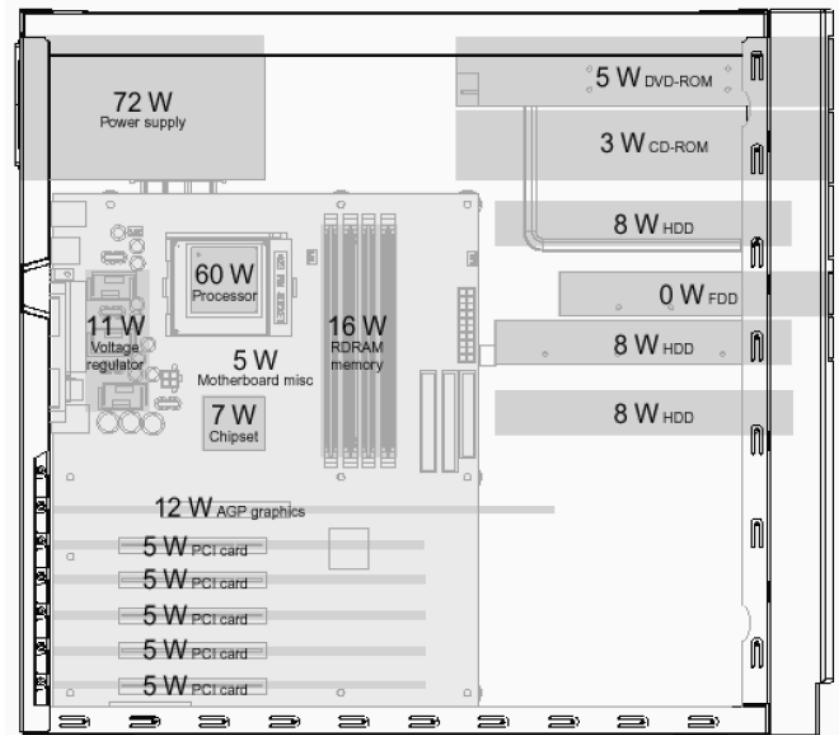 72 W
Power supply
5 W DVD-ROM
3 W CD-ROM
8 W HDD
60 W
Processor
0 W FDD
11 W
Voltage
regulator
16 W
RDRAM
memory
8 W HDD
5 W
Motherboard misc
7 W
Chipset
8 W HDD
12 W AGP graphics
5 W PCI card
5 W PCI card
5 W PCI card
5 W PCI card
5 W PCI card